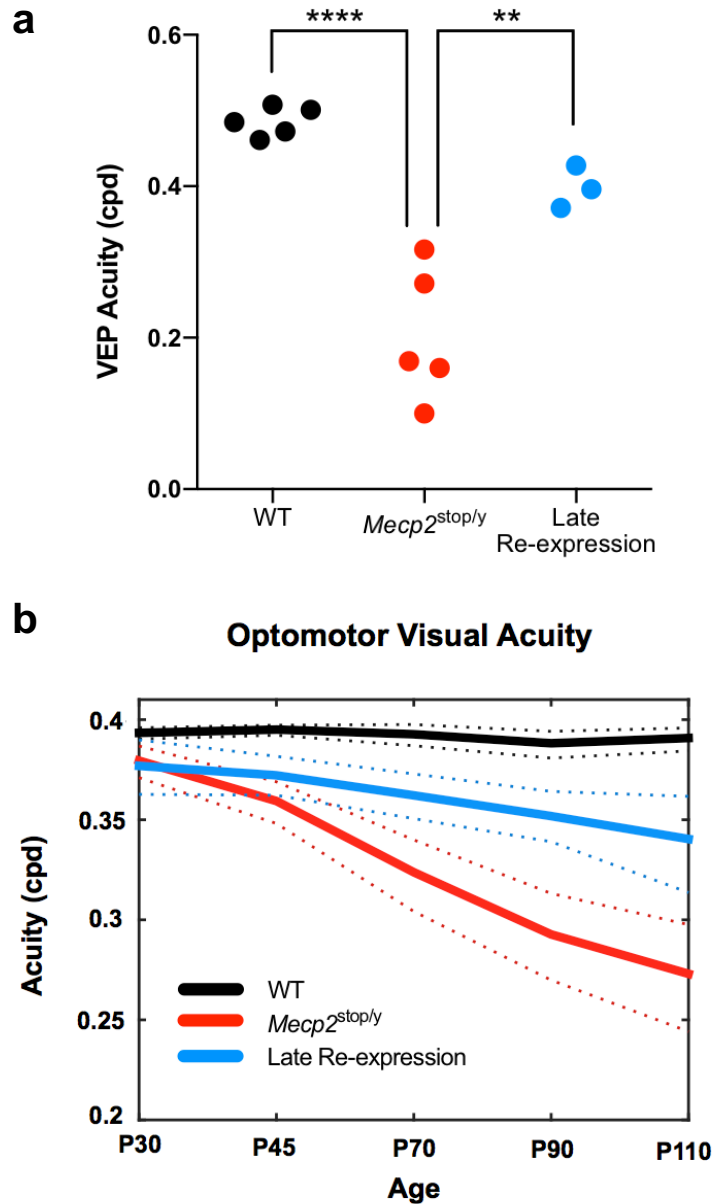 a
**** **
0.6
0.4
0.2
0.0
VEP Acuity (cpd)
WT
Mecp2stop/y
Late
Re-expression
b
Optomotor Visual Acuity
0.4
0.35
0.3
0.25
0.2
Acuity (cpd)
WT
Mecp2stop/y
Late Re-expression
P30 P45 P70 P90 P110
Age